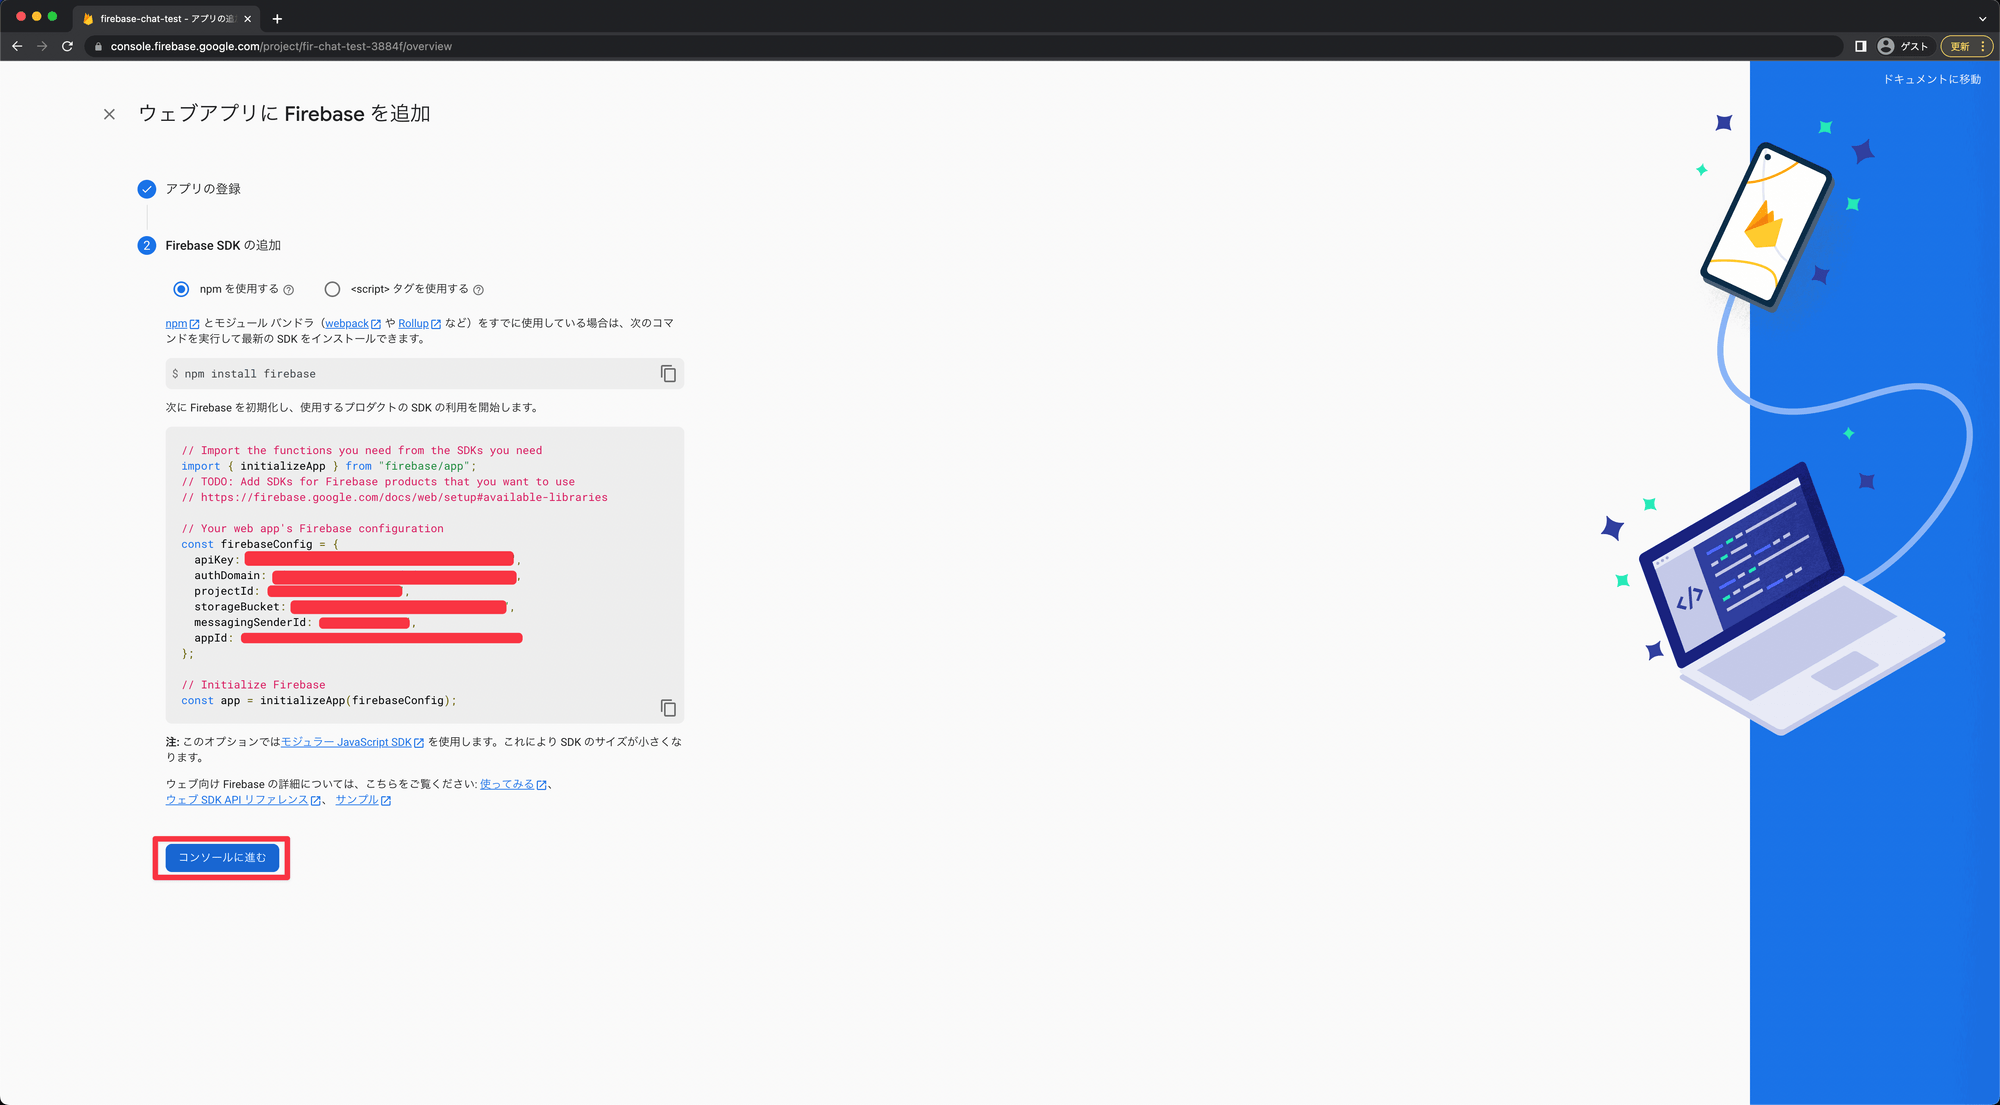 firebase-chat-test - アプリの追
console.firebase.google.com/project/fir-chat-test-3884f/overview
ゲスト
更新
ドキュメントに移動
ウェブアプリに Firebase を追加
アプリの登録
2 Firebase SDK の追加
npm を使用する
<script> タグを使用する
npm とモジュール バンドラ（webpack や Rollup など）をすでに使用している場合は、次のコマ
ンドを実行して最新の SDK をインストールできます。
$ npm install firebase
次に Firebase を初期化し、使用するプロダクトの SDK の利用を開始します。
// Import the functions you need from the SDKs you need
import { initializeApp } from "firebase/app";
// TODO: Add SDKs for Firebase products that you want to use
// https://firebase.google.com/docs/web/setup#available-libraries
// Your web app's Firebase configuration
const firebaseConfig = {
apiKey: ,
authDomain: ,
projectId: ,
storageBucket: ,
messagingSenderId: ,
appId:
};
// Initialize Firebase
const app = initializeApp(firebaseConfig);
注: このオプションではモジュラー JavaScript SDK を使用します。これにより SDK のサイズが小さくな
ります。
ウェブ向け Firebase の詳細については、こちらをご覧ください: 使ってみる、
ウェブ SDK API リファレンス、 サンプル
コンソールに進む
</>